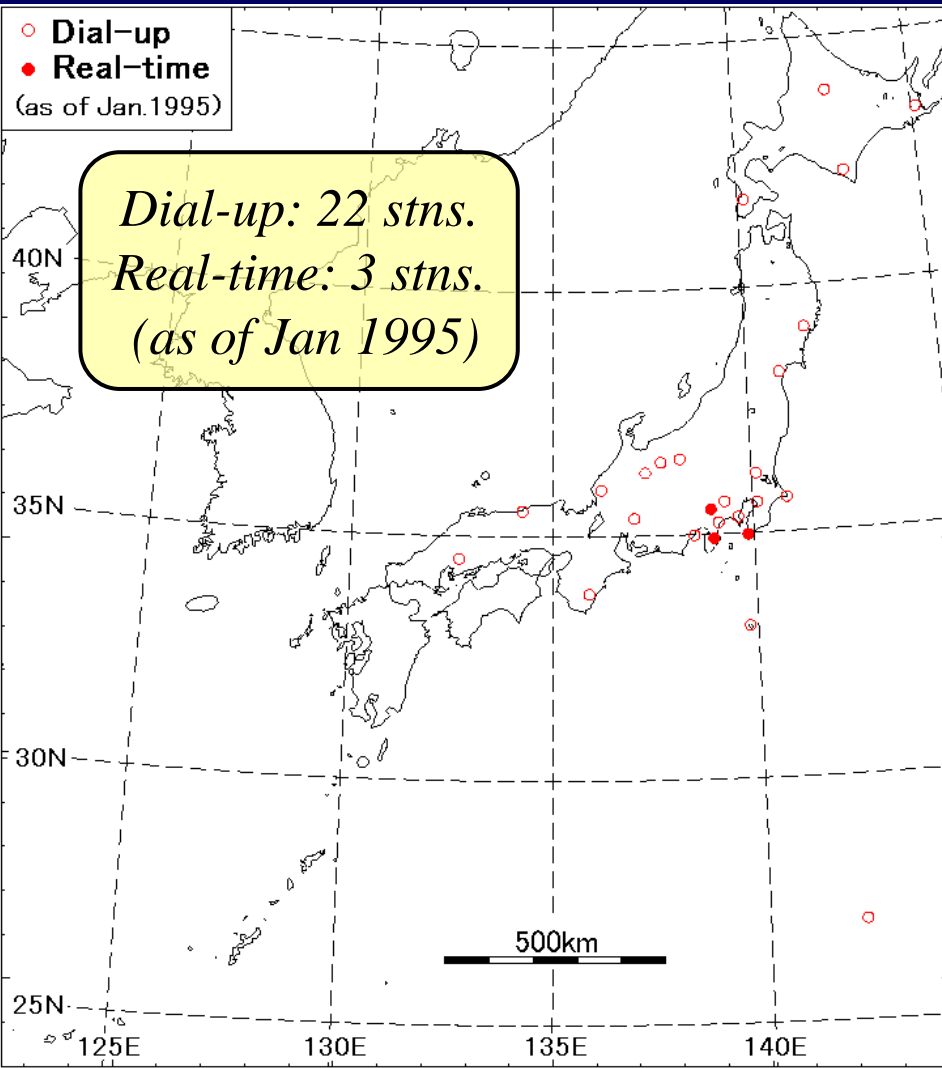 Dial-up
Real-time
(as of Jan.1995)
Dial-up: 22 stns.
Real-time: 3 stns.
(as of Jan 1995)
40N
35N
30N
500km
25N
125E 130E 135E 140E